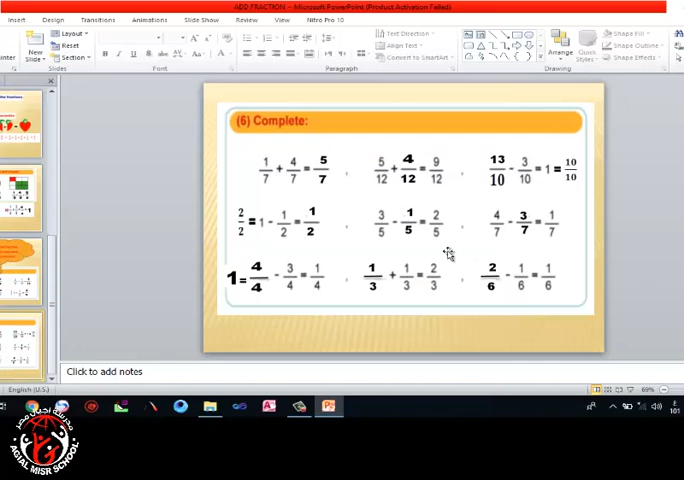 ADD FRACTION - Microsoft PowerPoint (Product Activation Failed)
Insert Design Transitions Animations Slide Show Review View Nitro Pro 10
New Slide
Layout
Reset
Section
Slides
B I U S
Font
Paragraph
Text Direction
Align Text
Convert to SmartArt
Arrange
Quick Styles
Drawing
Shape Fill
Shape Outline
Shape Effects
(6) Complete:
1/7 + 4/7 = 5/7 , 5/12 + 4/12 = 9/12 , 13/10 - 3/10 = 1 = 10/10
2/2 = 1 - 1/2 = 1/2 3/5 - 1/5 = 2/5 4/7 - 3/7 = 1/7
1 = 4/4 - 3/4 = 1/4 , 1/3 + 1/3 = 2/3 , 2/6 - 1/6 = 1/6
Click to add notes
English (U.S.)
69%
AGIAL MISR SCHOOL